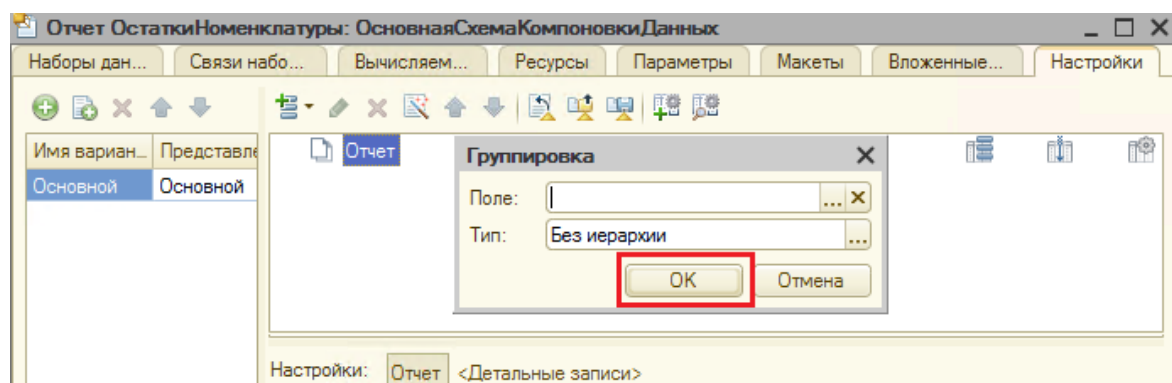 Отчет ОстаткиНоменклатуры: ОсновнаяСхемаКомпоновкиДанных
Наборы дан... Связи набо... Вычисляем... Ресурсы Параметры Макеты Вложенные... Настройки
Имя вариан... Представле
Основной Основной
Отчет
Группировка
Поле:
Тип: Без иерархии
ОК Отмена
Настройки: Отчет <Детальные записи>